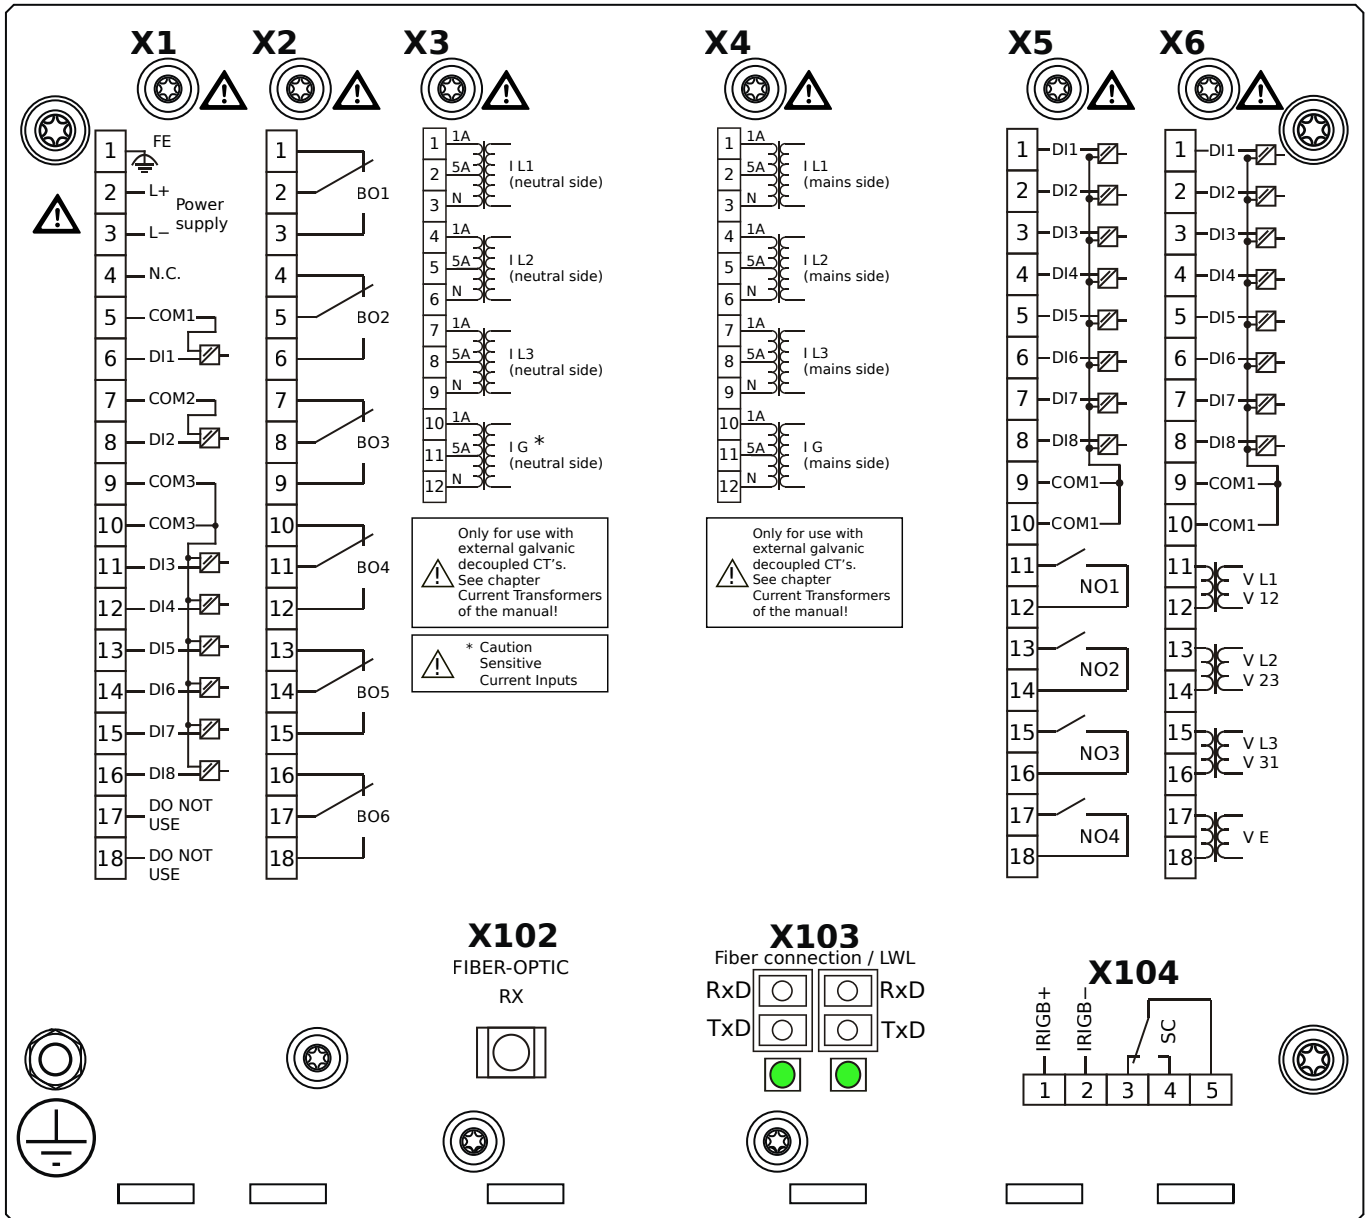 X1
X2
X3
X4
X5
X6
1
FE
2
L+
Power
supply
3
L−
4
N.C.
5
COM1
6
DI1
7
COM2
8
DI2
9
COM3
10
COM3
11
DI3
12
DI4
13
DI5
14
DI6
15
DI7
16
DI8
17
DO NOT
USE
18
DO NOT
USE
1
2
BO1
3
4
5
BO2
6
7
8
BO3
9
10
11
BO4
12
13
14
BO5
15
16
17
BO6
18
1
1A
2
5A
I L1
(neutral side)
3
N
4
1A
5
5A
I L2
(neutral side)
6
N
7
1A
8
5A
I L3
(neutral side)
9
N
10
1A
11
5A
I G *
(neutral side)
12
N
Only for use with
external galvanic
decoupled CT’s.
See chapter
Current Transformers
of the manual!
* Caution
Sensitive
Current Inputs
1
1A
2
5A
I L1
(mains side)
3
N
4
1A
5
5A
I L2
(mains side)
6
N
7
1A
8
5A
I L3
(mains side)
9
N
10
1A
11
5A
I G
(mains side)
12
N
Only for use with
external galvanic
decoupled CT’s.
See chapter
Current Transformers
of the manual!
1
DI1
2
DI2
3
DI3
4
DI4
5
DI5
6
DI6
7
DI7
8
DI8
9
COM1
10
COM1
11
NO1
12
13
NO2
14
15
NO3
16
17
NO4
18
1
DI1
2
DI2
3
DI3
4
DI4
5
DI5
6
DI6
7
DI7
8
DI8
9
COM1
10
COM1
11
V L1
V 12
12
13
V L2
V 23
14
15
V L3
V 31
16
17
V E
18
X102
FIBER-OPTIC
RX
X103
Fiber connection / LWL
RxD
RxD
TxD
TxD
X104
IRIGB+
IRIGB−
SC
1
2
3
4
5